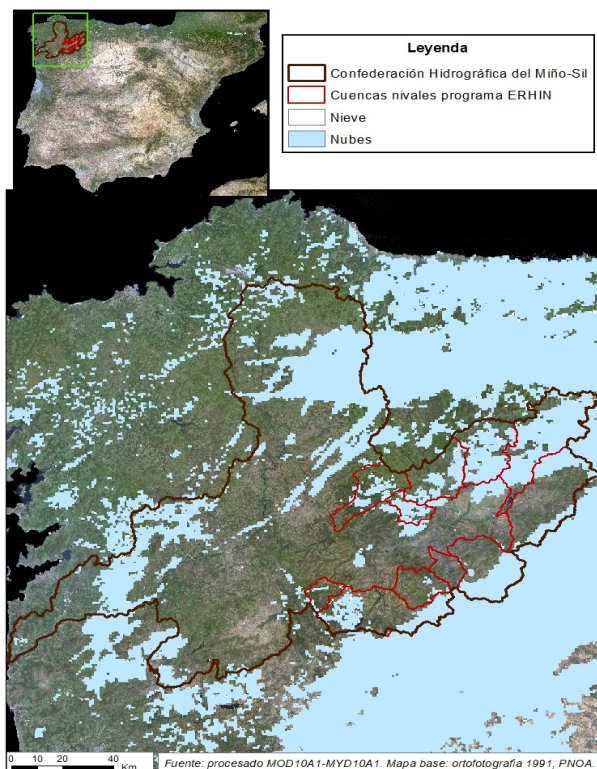 Leyenda
Confederación Hidrográfica del Miño-Sil
Cuencas nivales programa ERHIN
Nieve
Nubes
0 10 20 40
Km
Fuente: procesado MOD10A1-MYD10A1. Mapa base: ortofotografía 1991, PNOA.